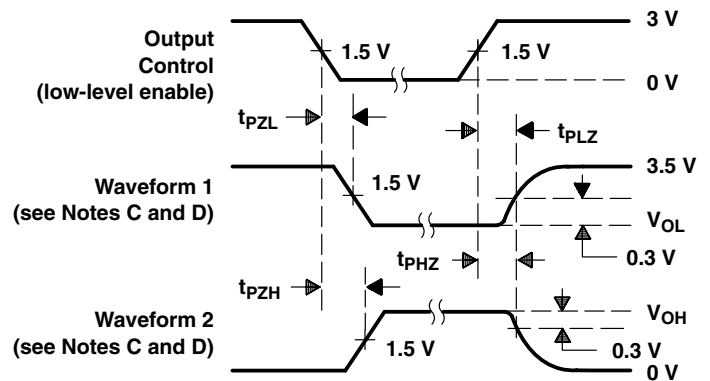 3 V
Output
Control
(low-level enable)
1.5 V
1.5 V
0 V
tPZL
tPLZ
3.5 V
Waveform 1
(see Notes C and D)
1.5 V
VOL
0.3 V
tPHZ
tPZH
VOH
Waveform 2
(see Notes C and D)
1.5 V
0.3 V
0 V